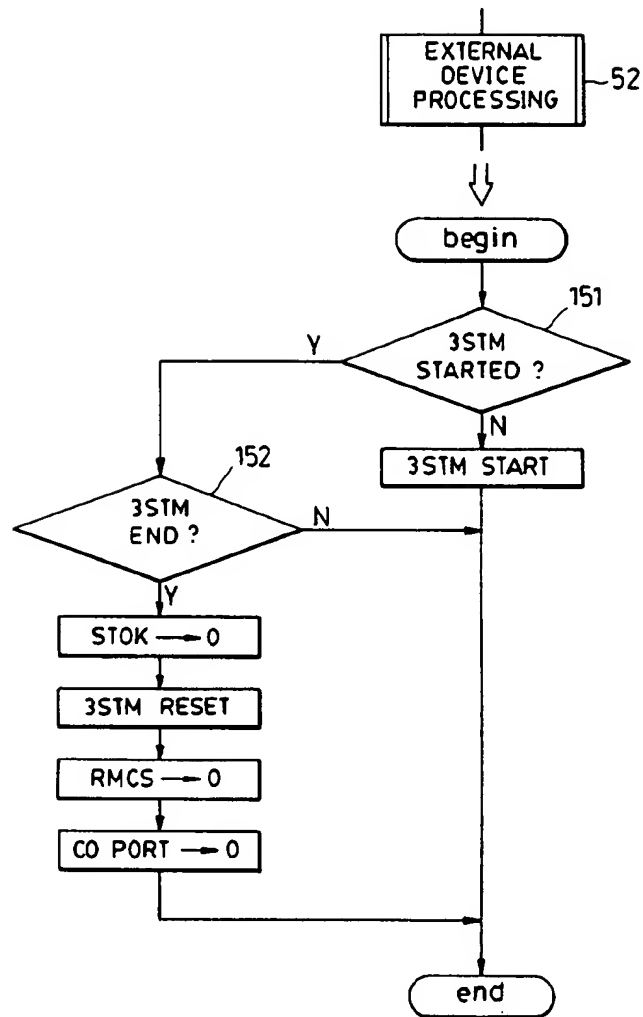 EXTERNAL
DEVICE
PROCESSING
52
begin
151
3STM
STARTED ?
Y
N
3STM START
152
3STM
END ?
N
Y
STOK → 0
3STM RESET
RMCS → 0
CO PORT → 0
end